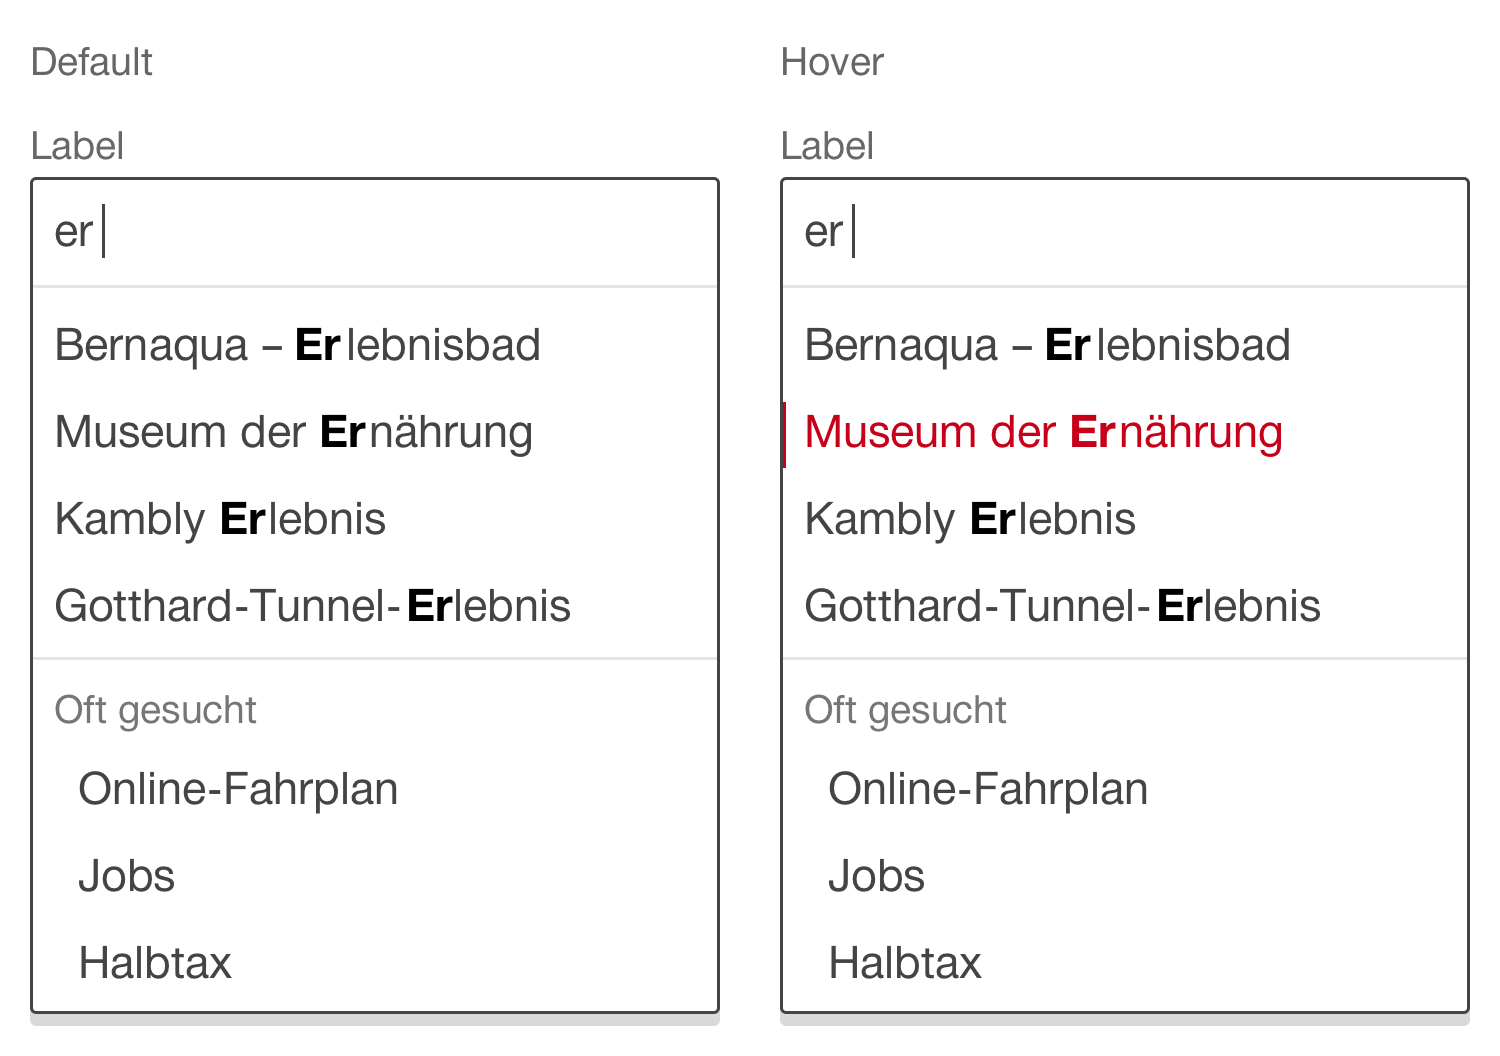 Default
Label
er
Bernaqua – Erlebnisbad
Museum der Ernährung
Kambly Erlebnis
Gotthard-Tunnel-Erlebnis
Oft gesucht
Online-Fahrplan
Jobs
Halbtax
Hover
Label
er
Bernaqua – Erlebnisbad
Museum der Ernährung
Kambly Erlebnis
Gotthard-Tunnel-Erlebnis
Oft gesucht
Online-Fahrplan
Jobs
Halbtax